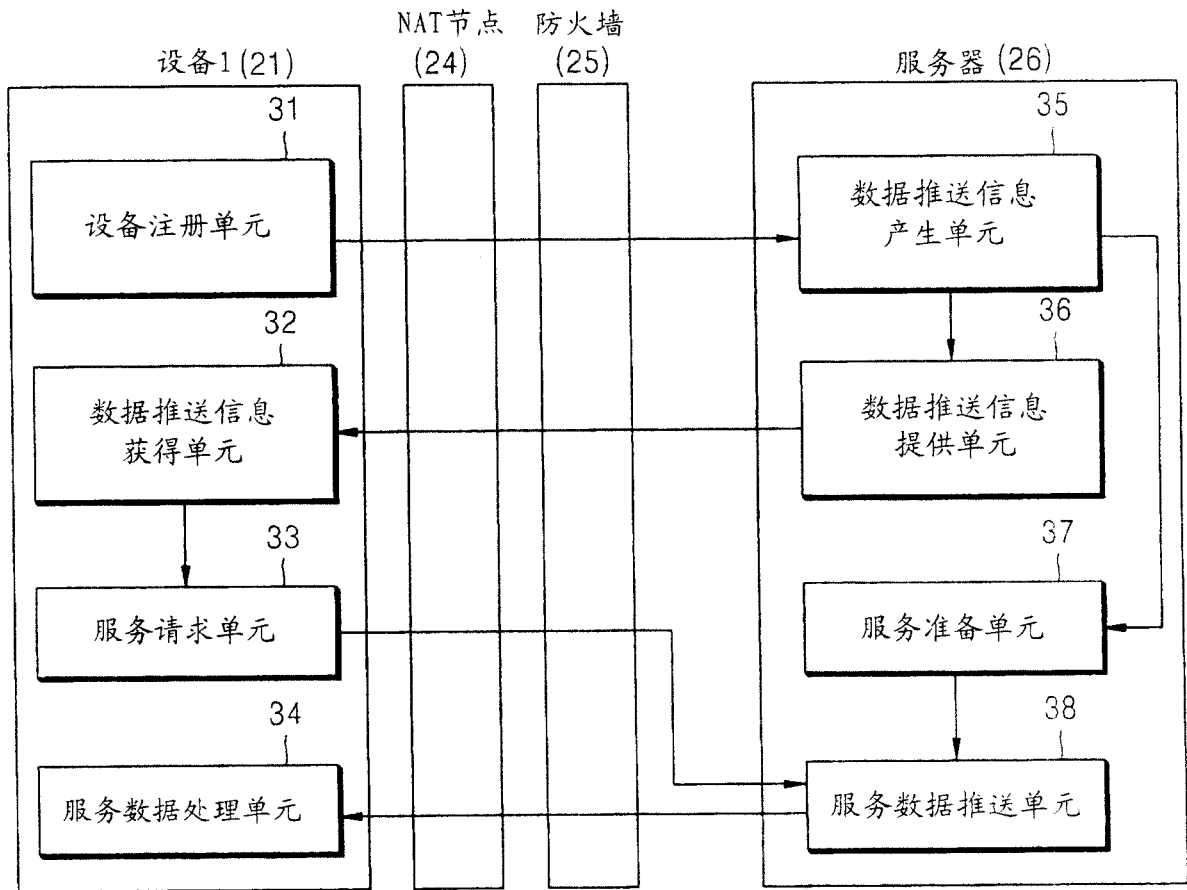 NAT节点
防火墙
设备1(21)
(24)
(25)
服务器(26)
31
35
设备注册单元
数据推送信息
产生单元
32
36
数据推送信息
获得单元
数据推送信息
提供单元
33
37
服务请求单元
服务准备单元
34
38
服务数据处理单元
服务数据推送单元